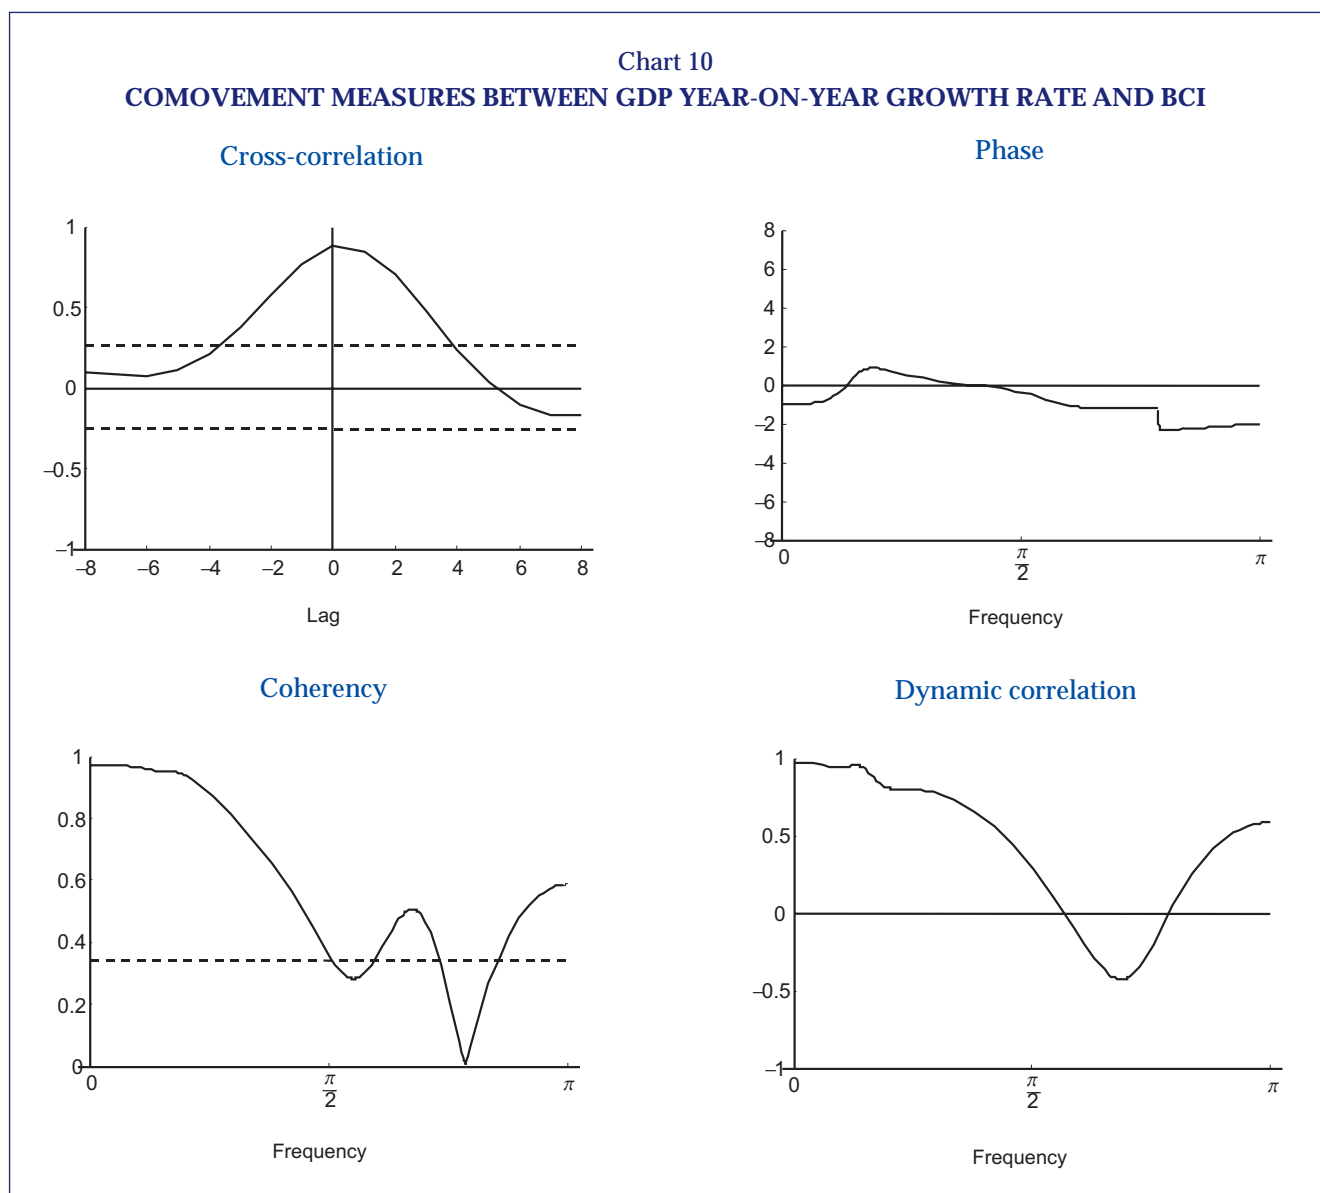 Chart 10
COMOVEMENT MEASURES BETWEEN GDP YEAR-ON-YEAR GROWTH RATE AND BCI
Cross-correlation
1
0.5
0
–0.5
–1
–8 –6 –4 –2 0 2 4 6 8
Lag
Phase
8
6
4
2
0
–2
–4
–6
–8
0 π/2 π
Frequency
Coherency
1
0.8
0.6
0.4
0.2
0
0 π/2 π
Frequency
Dynamic correlation
1
0.5
0
–0.5
–1
0 π/2 π
Frequency